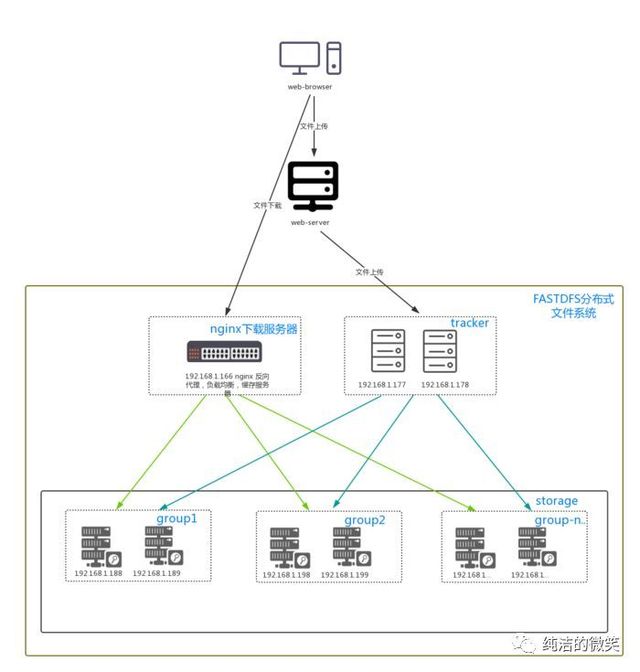 web-browser
文件上传
文件下载
web-server
文件上传
FASTDFS分布式
文件系统
nginx下载服务器
tracker
192.168.1.166 nginx 反向
代理，负载均衡，缓存服务
器
192.168.1.177
192.168.1.178
storage
group1
group2
group-n..
192.168.1.188
192.168.1.189
192.168.1.198
192.168.1.199
192.168.1...
192.168.1...
纯洁的微笑